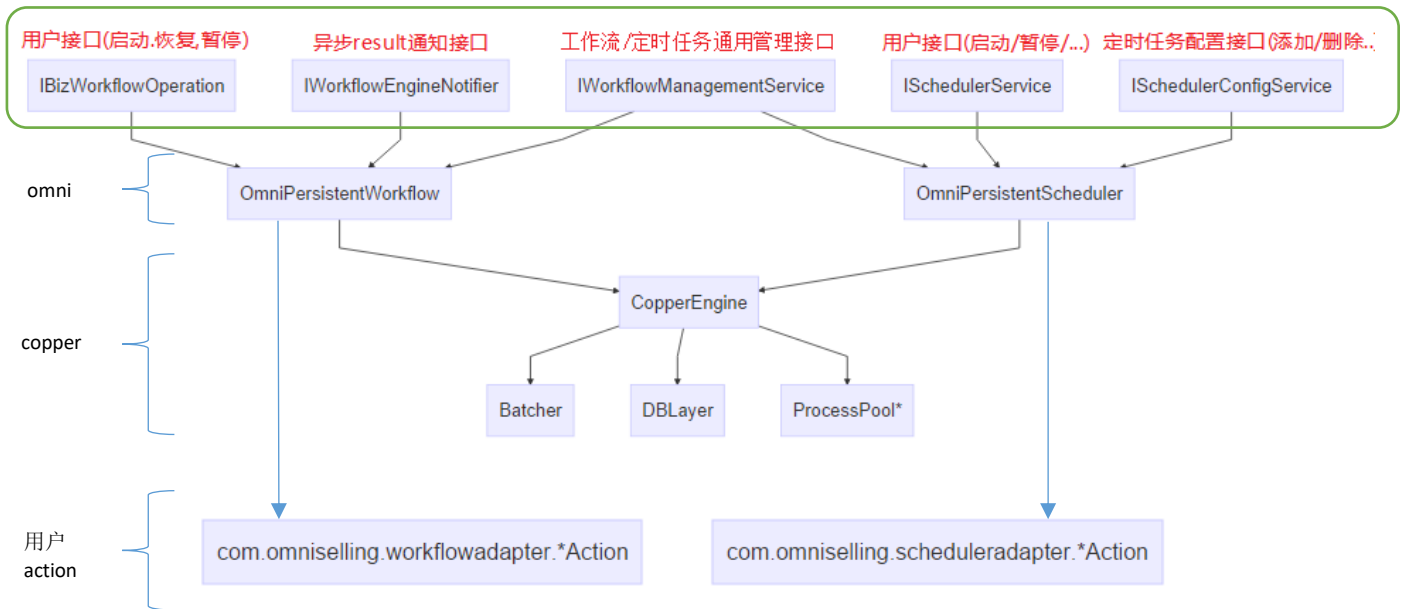 用户接口(启动.恢复,暂停)
异步result通知接口
工作流/定时任务通用管理接口
用户接口(启动/暂停/...)
定时任务配置接口(添加/删除..)
IBizWorkflowOperation
IWorkflowEngineNotifier
IWorkflowManagementService
ISchedulerService
ISchedulerConfigService
omni
OmniPersistentWorkflow
OmniPersistentScheduler
copper
CopperEngine
Batcher
DBLayer
ProcessPool*
用户
action
com.omniselling.workflowadapter.*Action
com.omniselling.scheduleradapter.*Action